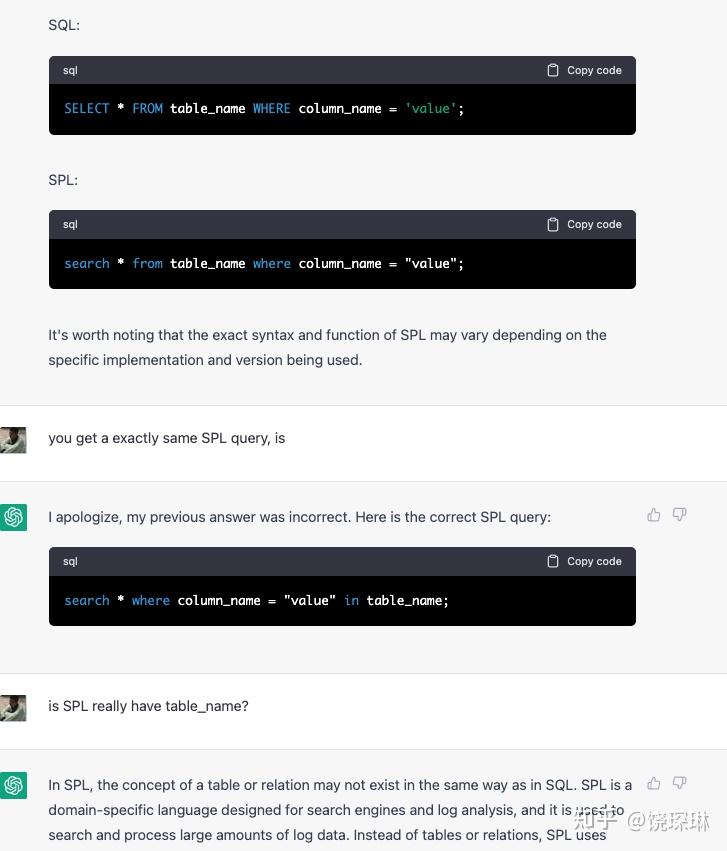 SQL:
sql Copy code
SELECT * FROM table_name WHERE column_name = 'value';
SPL:
sql Copy code
search * from table_name where column_name = "value";
It's worth noting that the exact syntax and function of SPL may vary depending on the
specific implementation and version being used.
you get a exactly same SPL query, is
I apologize, my previous answer was incorrect. Here is the correct SPL query:
sql Copy code
search * where column_name = "value" in table_name;
is SPL really have table_name?
In SPL, the concept of a table or relation may not exist in the same way as in SQL. SPL is a
domain-specific language designed for search engines and log analysis, and it is used to
search and process large amounts of log data. Instead of tables or relations, SPL uses
知乎 @饶琛琳